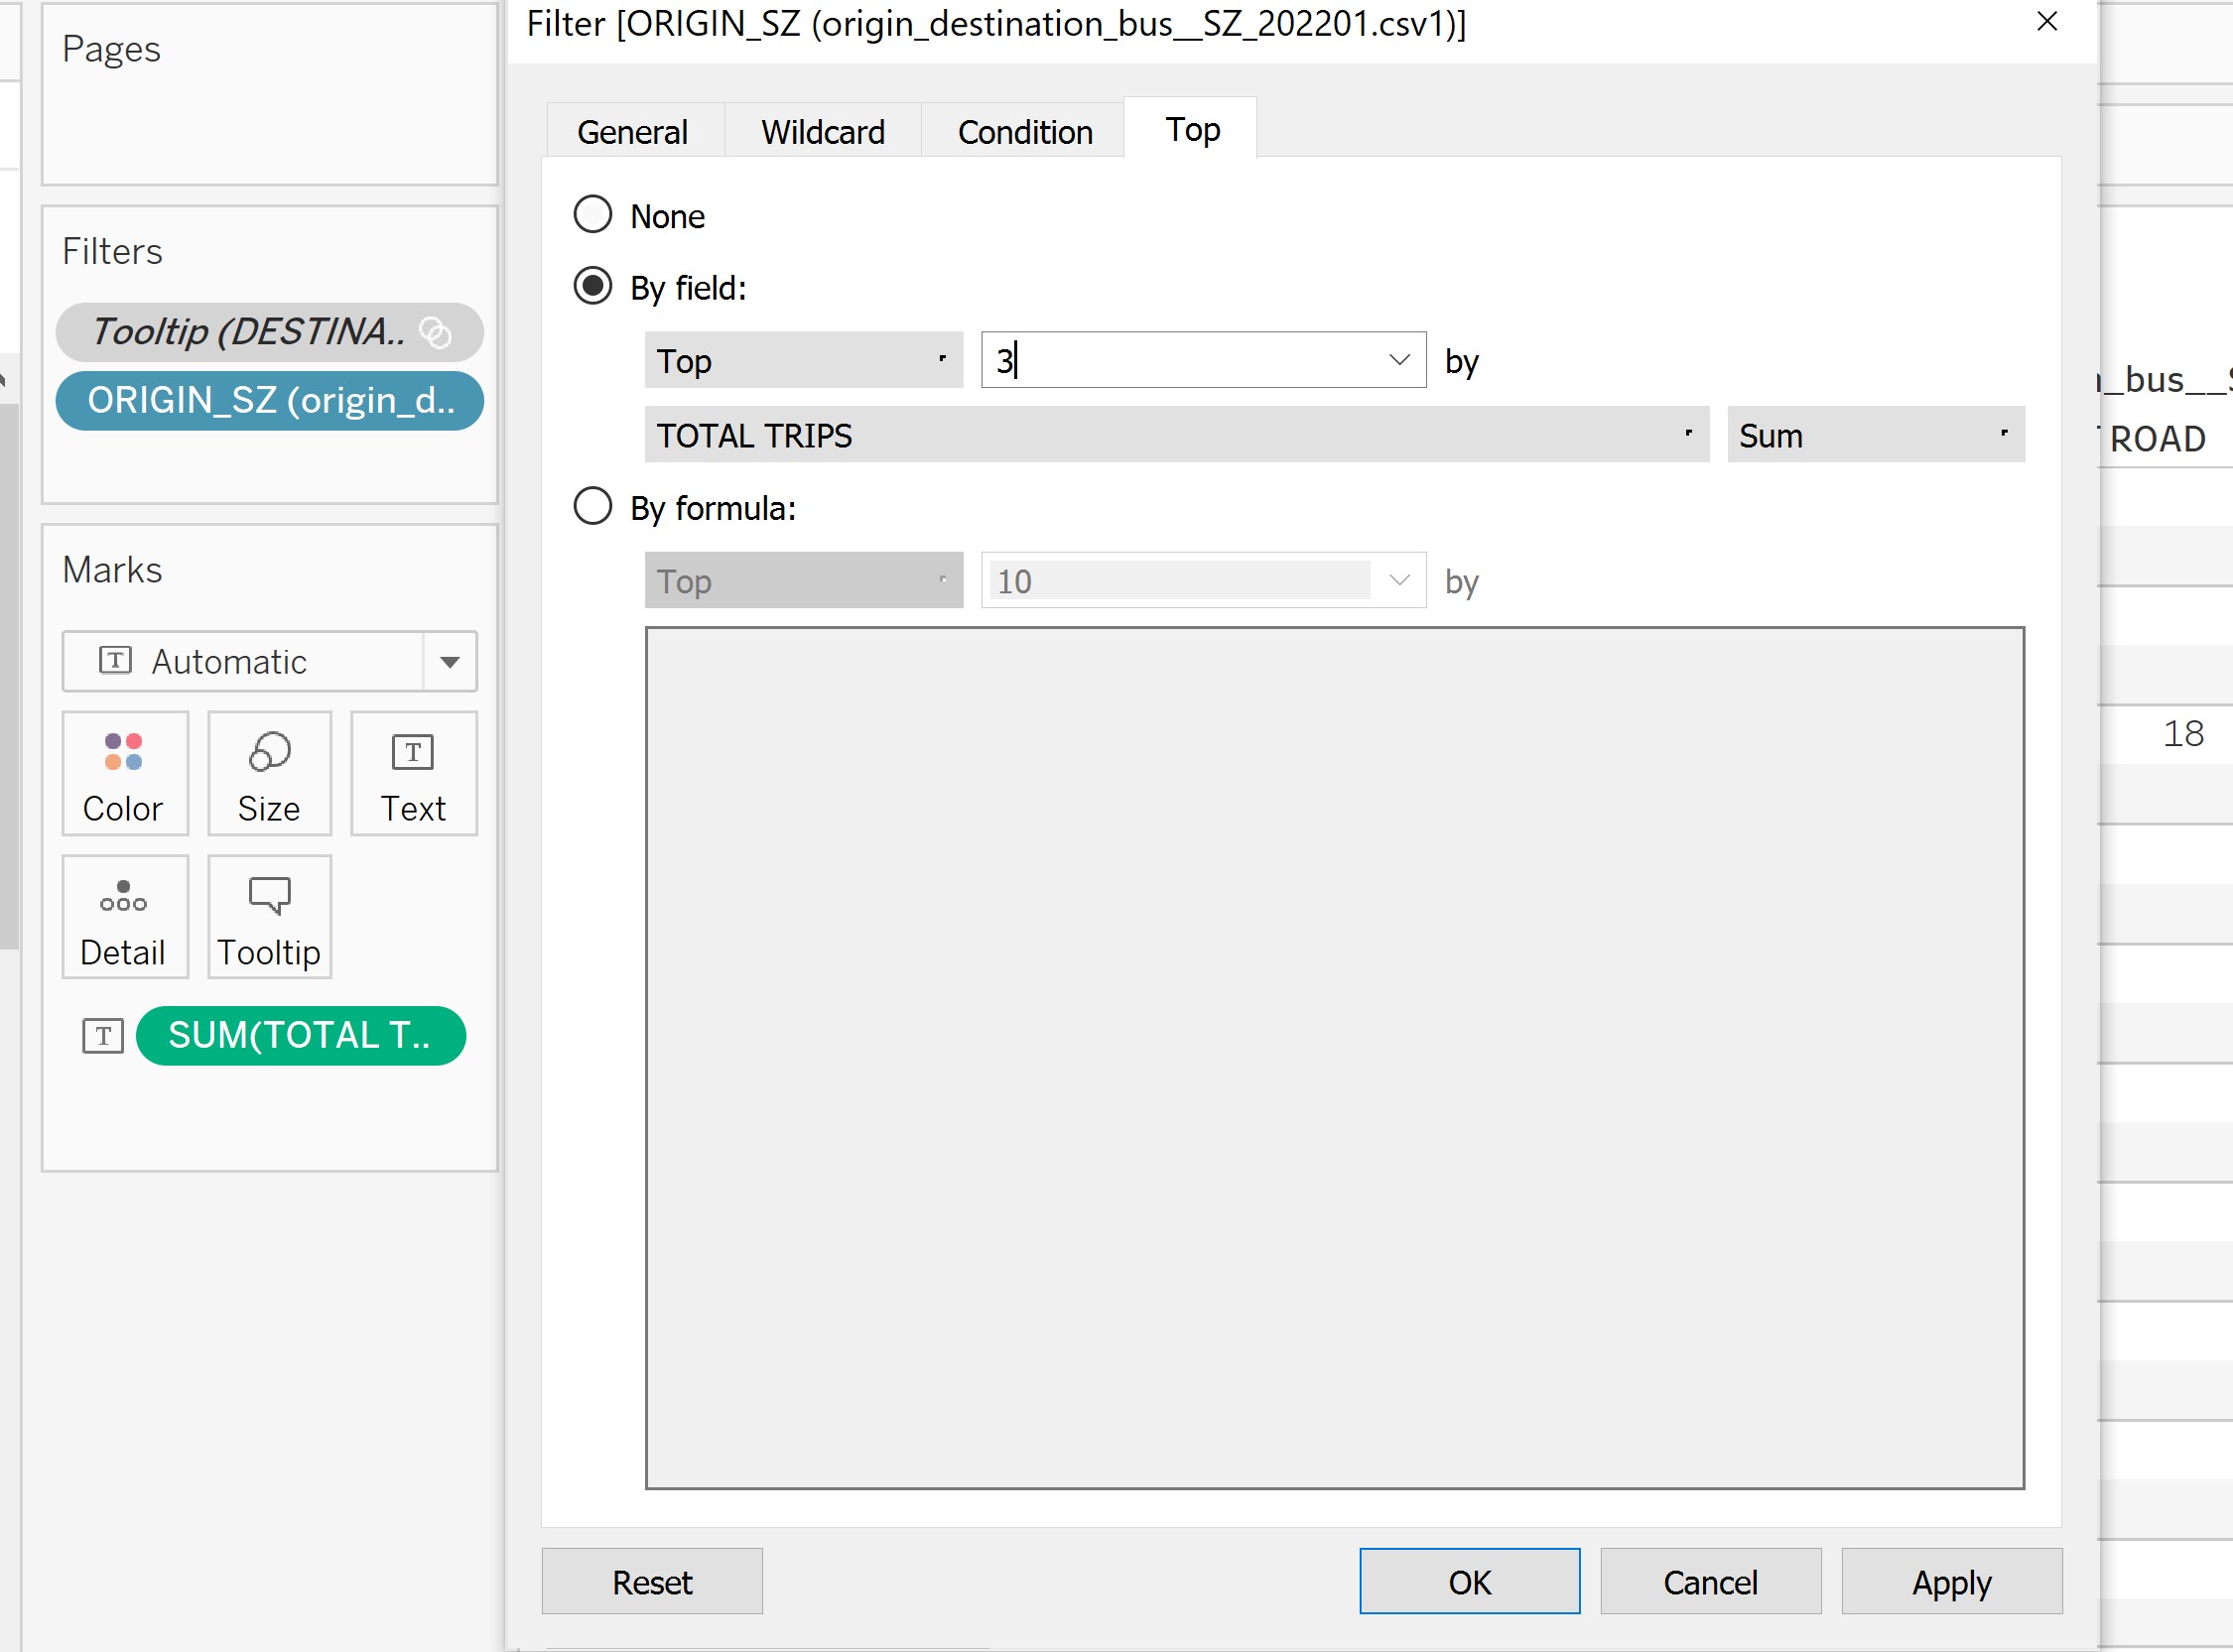 Filter [ORIGIN_SZ (origin_destination_bus__SZ_202201.csv1)]
Pages
Filters
Tooltip (DESTINA..
ORIGIN_SZ (origin_d..
Marks
Automatic
Color
Size
Text
Detail
Tooltip
SUM(TOTAL T..
General
Wildcard
Condition
Top
None
By field:
Top
3
by
TOTAL TRIPS
Sum
By formula:
Top
10
by
Reset
OK
Cancel
Apply
_bus__S
ROAD
18